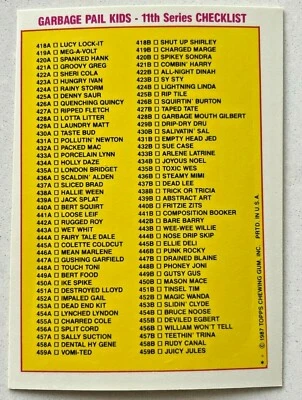 GARBAGE PAIL KIDS - 11th Series CHECKLIST
418A □ LUCY LOCK-IT
419A □ MEG-A-VOLT
420A □ SPANKED HANK
421A □ GROOVY GREG
422A □ SHERI COLA
423A □ HUNGRY IVAN
424A □ RAINY STORM
425A □ DENNY SAUR
426A □ QUENCHING QUINCY
427A □ RIPPED FLETCH
428A □ LOTTA LITTER
429A □ LAUNDRY MATT
430A □ TASTE BUD
431A □ POLLUTIN' NEWTON
432A □ PACKED MAC
433A □ PORCELAIN LYNN
434A □ HOLLY DAZE
435A □ LONDON BRIDGET
436A □ SCALDIN' ALDEN
437A □ SLICED BRAD
438A □ HALLIE WEEN
439A □ JACK SPLAT
440A □ BERT SQUIRT
441A □ LOOSE LEIF
442A □ RUGGED ROY
443A □ WET WHIT
444A □ FAIRY TALE DALE
445A □ COLETTE COLDCUT
446A □ MEAN MARLENE
447A □ GUSHING GARFIELD
448A □ TOUCH TONI
449A □ BERT FOOD
450A □ IKE SPIKE
451A □ DESTROYED LLOYD
452A □ IMPALED GAIL
453A □ DEAD END KIT
454A □ LYNCHED LYNDON
455A □ CHARRED COLE
456A □ SPLIT CORD
457A □ SALLY SUCTION
458A □ DENTAL HY GENE
459A □ VOMI-TED
418B □ SHUT UP SHIRLEY
419B □ CHARGED MARGE
420B □ SPIKEY SONDRA
421B □ COMBIN' HARRY
422B □ ALL-NIGHT DINAH
423B □ SY STY
424B □ LIGHTNING LINDA
425B □ RIP TILE
426B □ SQUIRTIN' BURTON
427B □ TAPED TATE
428B □ GARBAGE MOUTH GILBERT
429B □ DRIP-DRY DRU
430B □ SALIVATIN' SAL
431B □ EMPTY HEAD JED
432B □ SUE CASE
433B □ ARLENE LATRINE
434B □ JOYOUS NOEL
435B □ TOXIC WES
436B □ STEAMY MIMI
437B □ DEAD LEE
438B □ TRICK OR TRICIA
439B □ ABSTRACT ART
440B □ FRITZIE ZITS
441B □ COMPOSITION BOOKER
442B □ BARE BARRY
443B □ WEE-WEE WILLIE
444B □ NOSE DRIP SKIP
445B □ ELLIE DELI
446B □ PUNK ROCKY
447B □ DRAINED BLAINE
448B □ PHONEY JONI
449B □ GUTSY GUS
450B □ MASON MACE
451B □ TINSEL TIM
452B □ MAGIC WANDA
453B □ SLIDIN' CLYDE
454B □ BRUCE NOOSE
455B □ DEVILED EGBERT
456B □ WILLIAM WON'T TELL
457B □ TEETHIN' TRINA
458B □ RUDY CANAL
459B □ JUICY JULES
© 1987 TOPPS CHEWING GUM, INC. PRTD. IN U.S.A.